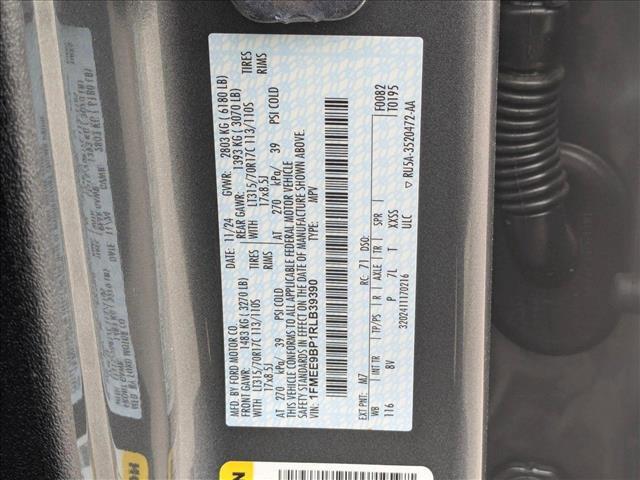 MFD. BY FORD MOTOR CO.
DATE: 11/24 GVWR: 2803 KG ( 6180 LB)
FRONT GAWR: 1483 KG ( 3270 LB) REAR GAWR: 1393 KG ( 3070 LB)
WITH LT315/70R17C 113/110S TIRES WITH LT315/70R17C 113/110S TIRES
17x8.5J RIMS 17x8.5J RIMS
AT 270 kPa/ 39 PSI COLD AT 270 kPa/ 39 PSI COLD
THIS VEHICLE CONFORMS TO ALL APPLICABLE FEDERAL MOTOR VEHICLE
SAFETY STANDARDS IN EFFECT ON THE DATE OF MANUFACTURE SHOWN ABOVE.
VIN: 1FMEE9BP1RLB39390 TYPE: MPV
F0082
EXT PNT: M7 RC: 71 DSO: T0195
WB INT TR TP/PS R AXLE TR SPR
116 8V P 7L T XXSS
3202411170216 ULC ▽ RU5A-3520472-AA